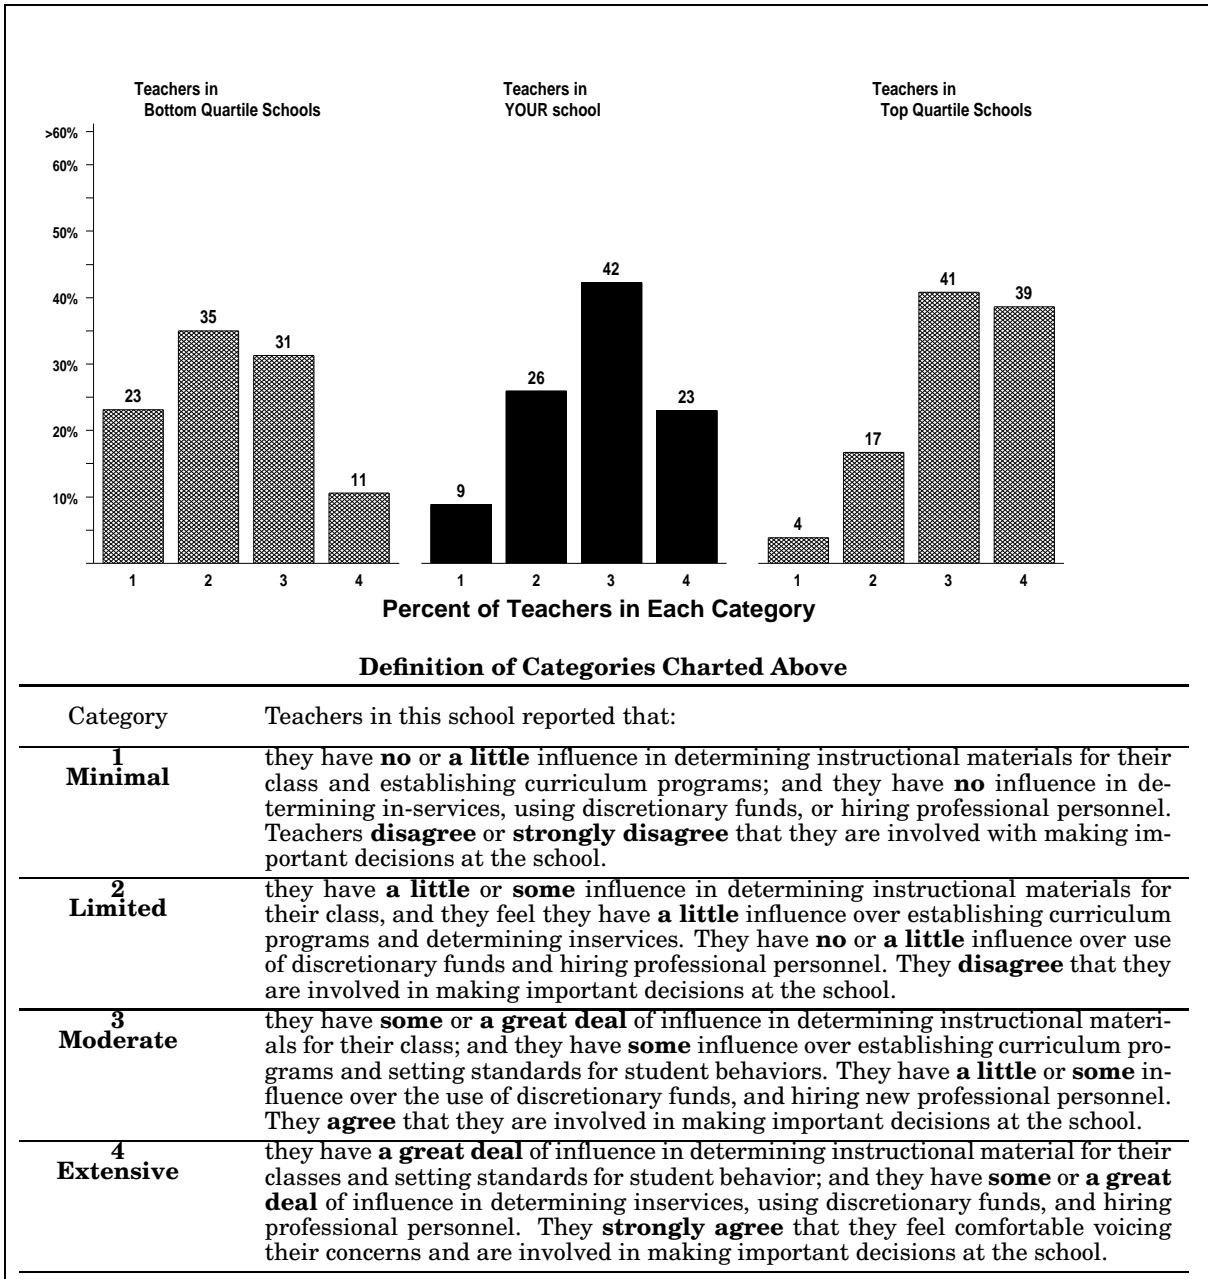 Teachers in
Bottom Quartile Schools
Teachers in
YOUR school
Teachers in
Top Quartile Schools
>60%
60%
50%
40%
30%
20%
10%
23
35
31
11
9
26
42
23
4
17
41
39
1 2 3 4 1 2 3 4 1 2 3 4
Percent of Teachers in Each Category
Definition of Categories Charted Above
Category Teachers in this school reported that:
1
Minimal
they have no or a little influence in determining instructional materials for their
class and establishing curriculum programs; and they have no influence in de-
termining in-services, using discretionary funds, or hiring professional personnel.
Teachers disagree or strongly disagree that they are involved with making im-
portant decisions at the school.
2
Limited
they have a little or some influence in determining instructional materials for
their class, and they feel they have a little influence over establishing curriculum
programs and determining inservices. They have no or a little influence over use
of discretionary funds and hiring professional personnel. They disagree that they
are involved in making important decisions at the school.
3
Moderate
they have some or a great deal of influence in determining instructional materi-
als for their class; and they have some influence over establishing curriculum pro-
grams and setting standards for student behaviors. They have a little or some in-
fluence over the use of discretionary funds, and hiring new professional personnel.
They agree that they are involved in making important decisions at the school.
4
Extensive
they have a great deal of influence in determining instructional material for their
classes and setting standards for student behavior; and they have some or a great
deal of influence in determining inservices, using discretionary funds, and hiring
professional personnel. They strongly agree that they feel comfortable voicing
their concerns and are involved in making important decisions at the school.